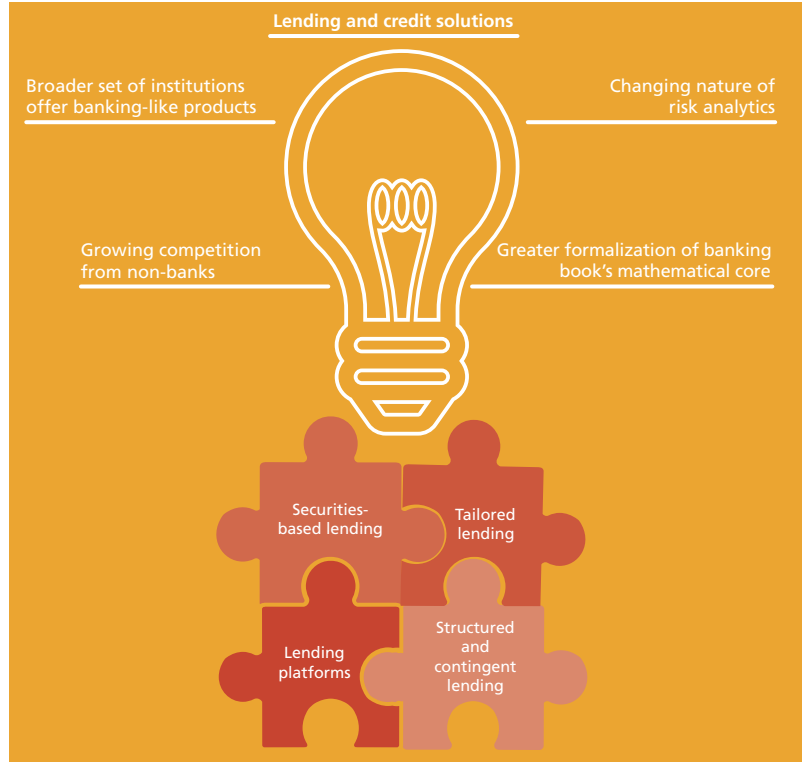 Lending and credit solutions
Broader set of institutions
offer banking-like products
Changing nature of
risk analytics
Growing competition
from non-banks
Greater formalization of banking
book’s mathematical core
Securities-
based lending
Tailored
lending
Lending
platforms
Structured
and
contingent
lending